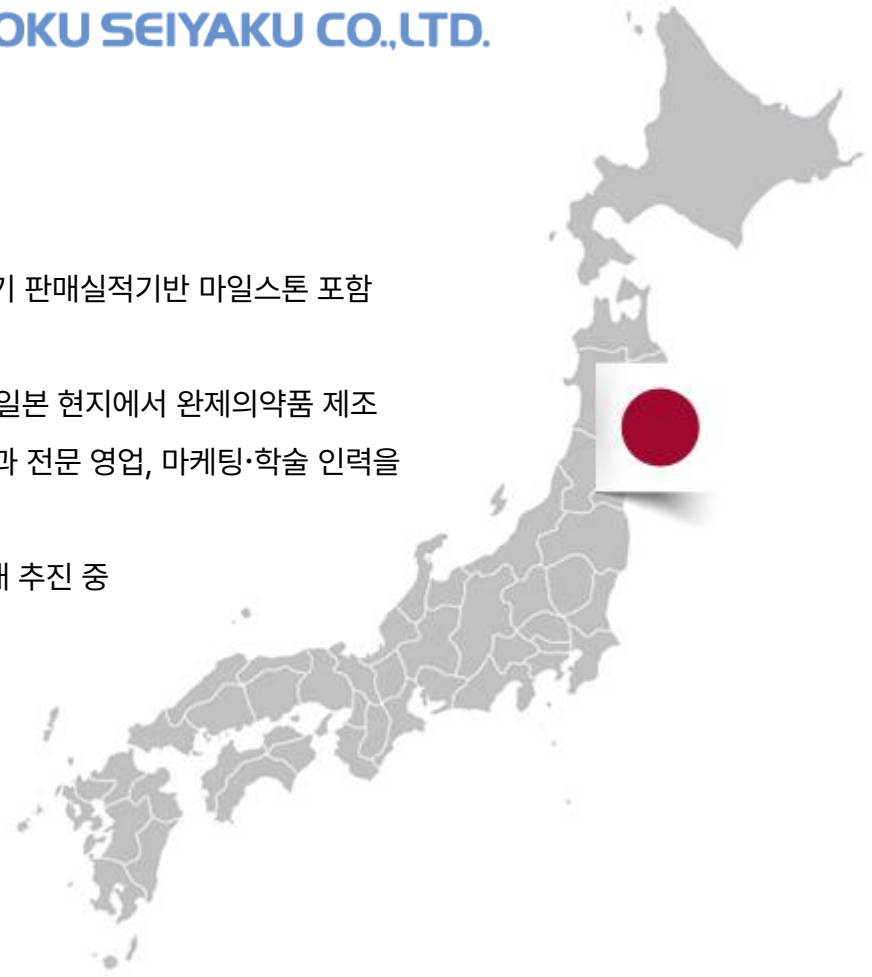 OKU SEIYAKU CO.,LTD.
기 판매실적기반 마일스톤 포함
일본 현지에서 완제의약품 제조
과 전문 영업, 마케팅·학술 인력을
추진 중